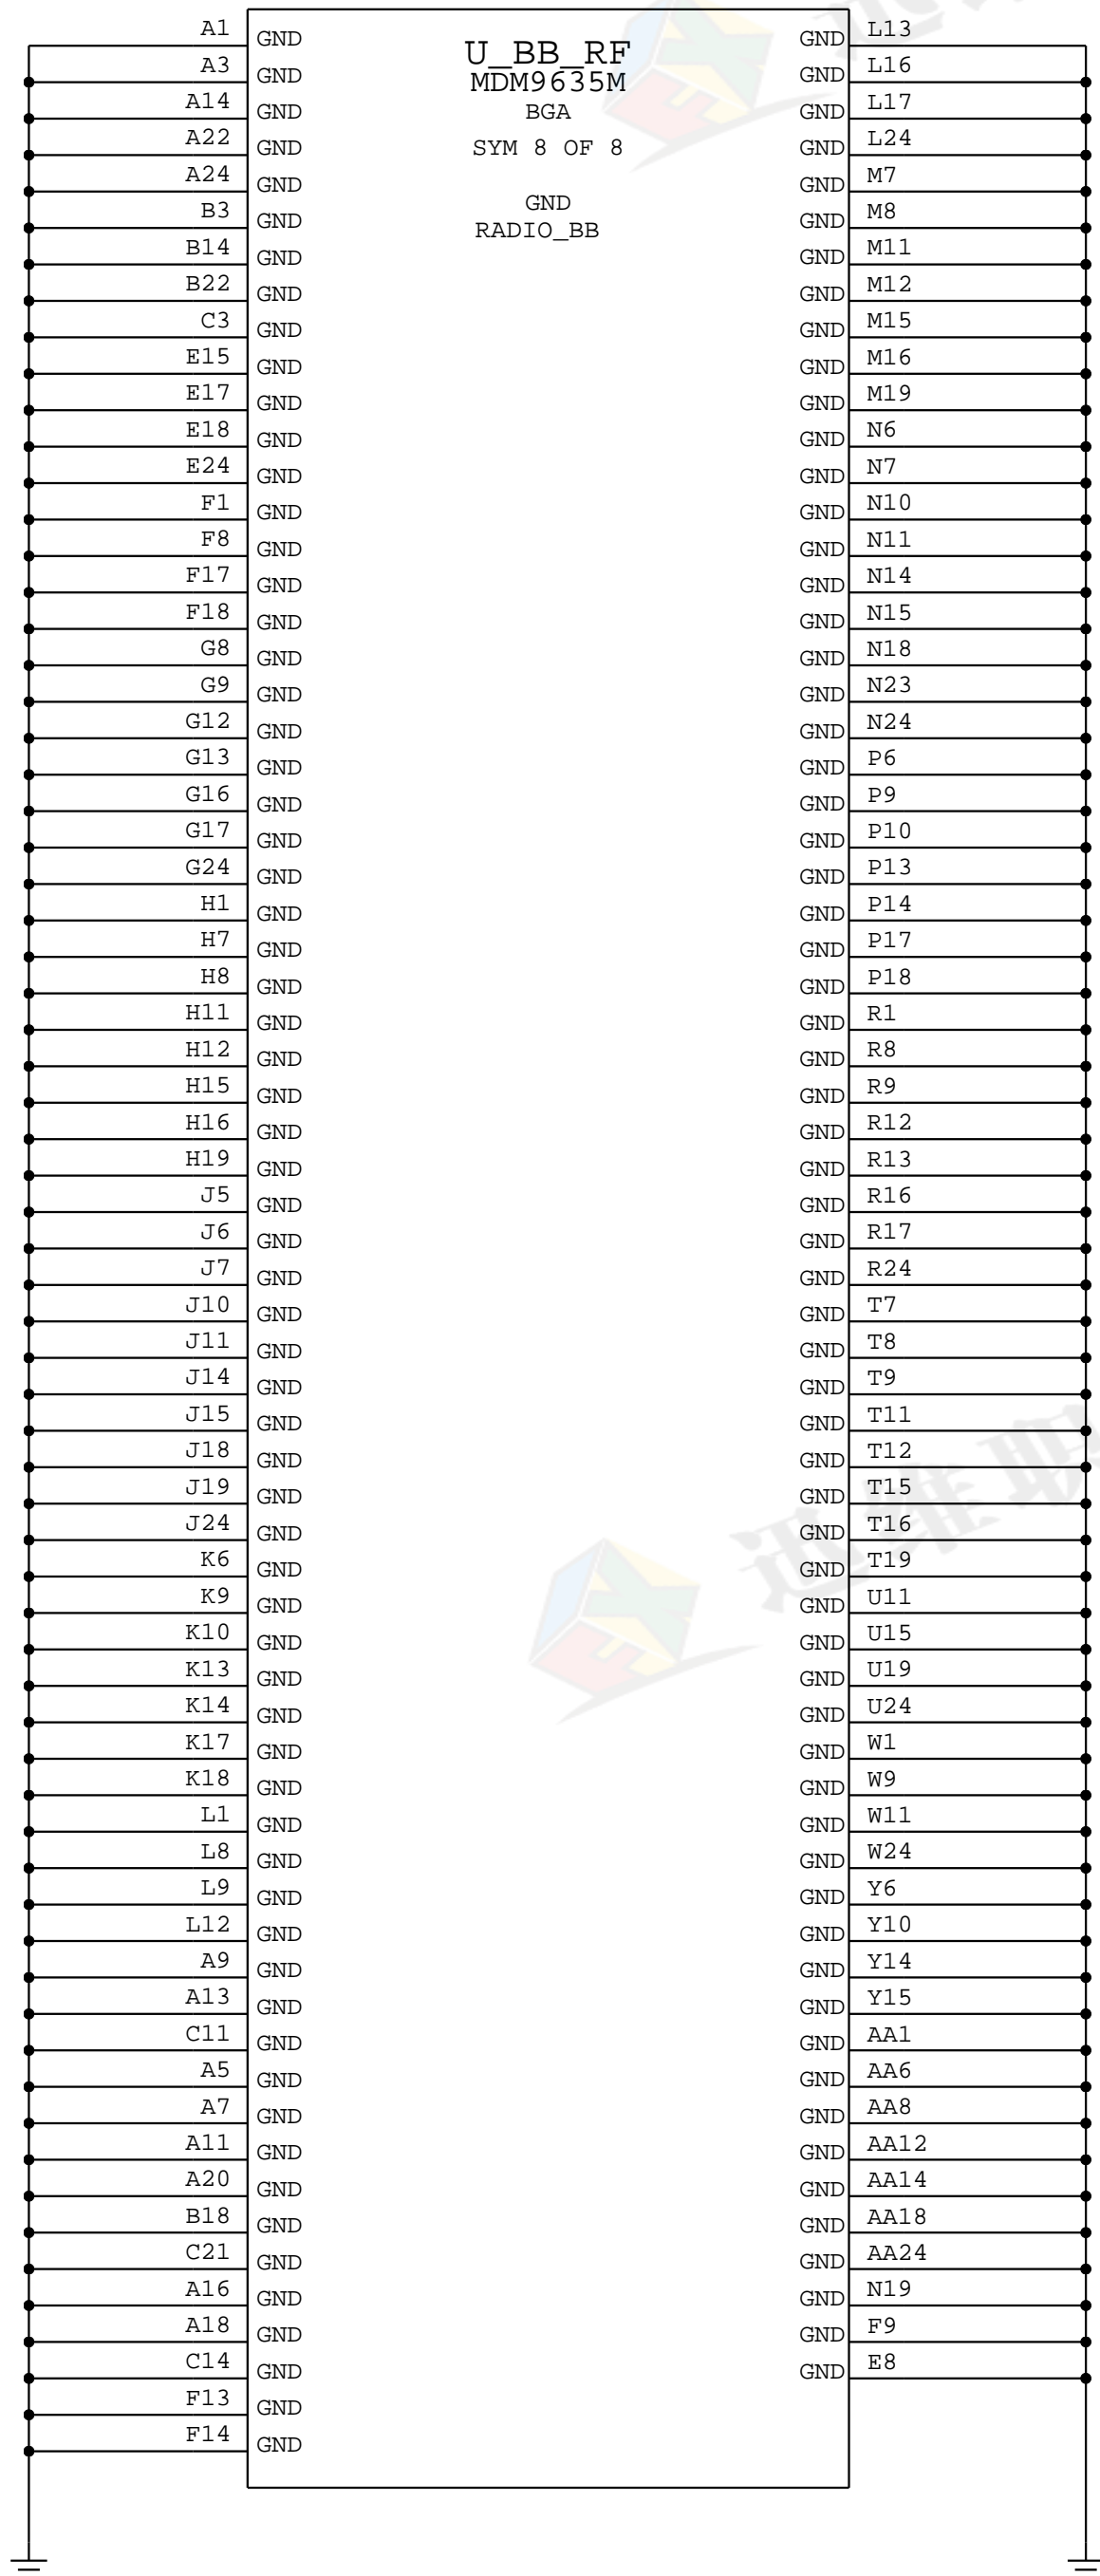 U_BB_RF
MDM9635M
BGA
SYM 8 OF 8
GND
RADIO_BB
A1 GND GND L13
A3 GND GND L16
A14 GND GND L17
A22 GND GND L24
A24 GND GND M7
B3 GND GND M8
B14 GND GND M11
B22 GND GND M12
C3 GND GND M15
E15 GND GND M16
E17 GND GND M19
E18 GND GND N6
E24 GND GND N7
F1 GND GND N10
F8 GND GND N11
F17 GND GND N14
F18 GND GND N15
G8 GND GND N18
G9 GND GND N23
G12 GND GND N24
G13 GND GND P6
G16 GND GND P9
G17 GND GND P10
G24 GND GND P13
H1 GND GND P14
H7 GND GND P17
H8 GND GND P18
H11 GND GND R1
H12 GND GND R8
H15 GND GND R9
H16 GND GND R12
H19 GND GND R13
J5 GND GND R16
J6 GND GND R17
J7 GND GND R24
J10 GND GND T7
J11 GND GND T8
J14 GND GND T9
J15 GND GND T11
J18 GND GND T12
J19 GND GND T15
J24 GND GND T16
K6 GND GND T19
K9 GND GND U11
K10 GND GND U15
K13 GND GND U19
K14 GND GND U24
K17 GND GND W1
K18 GND GND W9
L1 GND GND W11
L8 GND GND W24
L9 GND GND Y6
L12 GND GND Y10
A9 GND GND Y14
A13 GND GND Y15
C11 GND GND AA1
A5 GND GND AA6
A7 GND GND AA8
A11 GND GND AA12
A20 GND GND AA14
B18 GND GND AA18
C21 GND GND AA24
A16 GND GND N19
A18 GND GND F9
C14 GND GND E8
F13 GND
F14 GND
迅维职